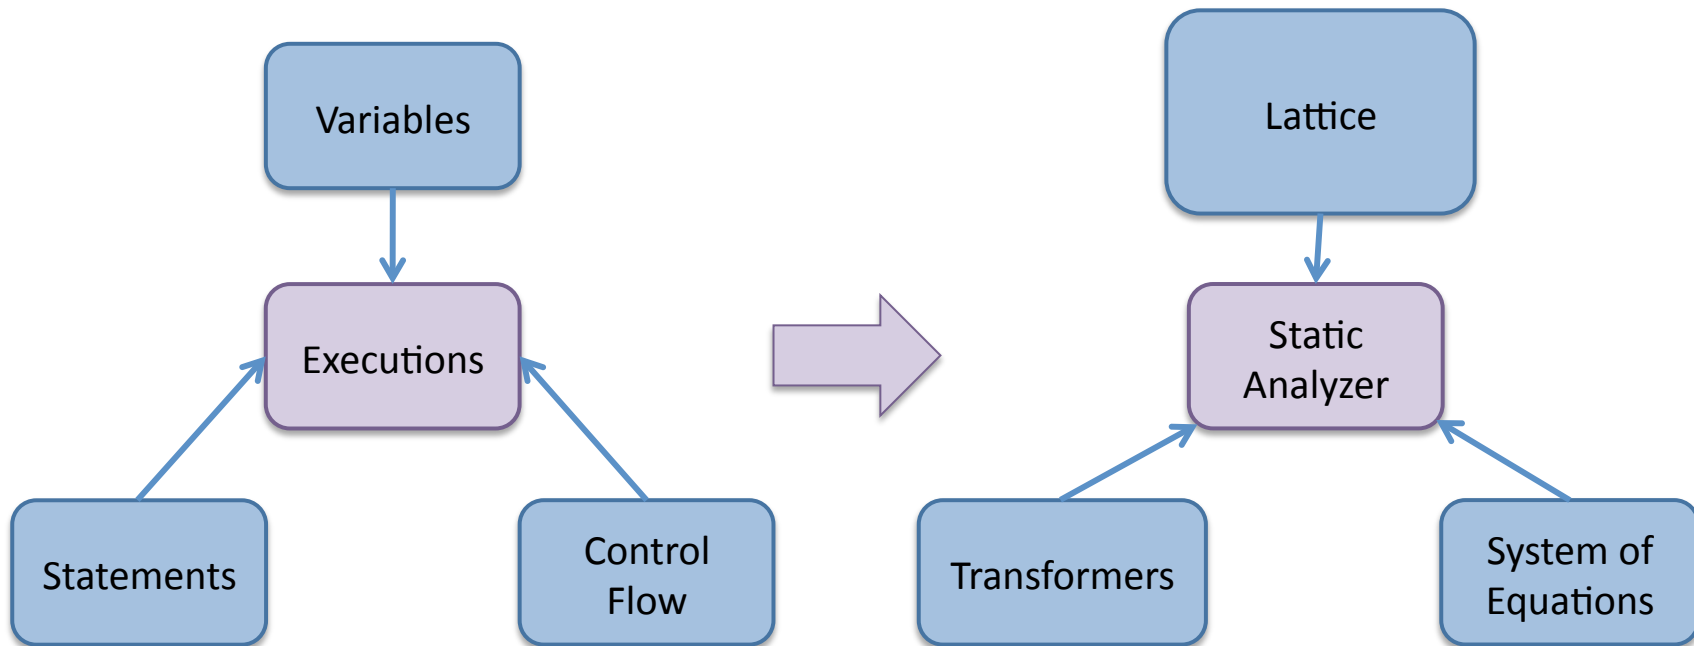 Variables
Lattice
Executions
Static
Analyzer
Statements
Control
Flow
Transformers
System of
Equations